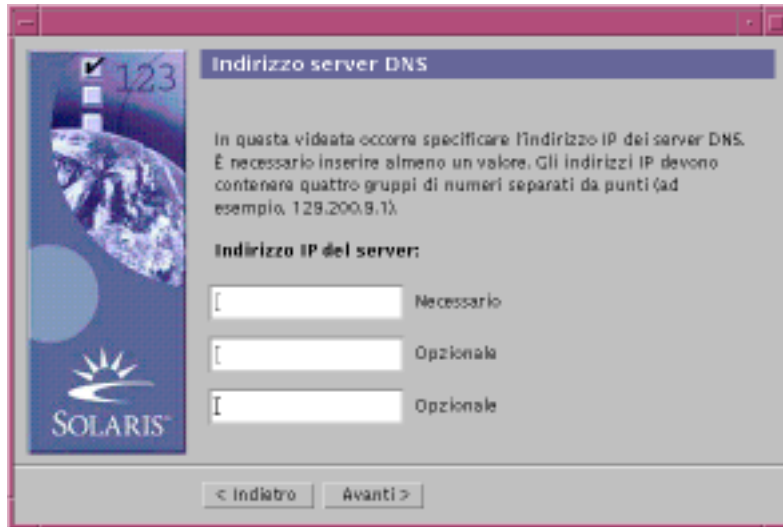 123
Indirizzo server DNS
In questa videata occorre specificare l'indirizzo IP dei server DNS.
È necessario inserire almeno un valore. Gli indirizzi IP devono
contenere quattro gruppi di numeri separati da punti (ad
esempio, 129.200.9.1).
Indirizzo IP del server:
Necessario
Opzionale
Opzionale
SOLARIS™
< Indietro
Avanti >